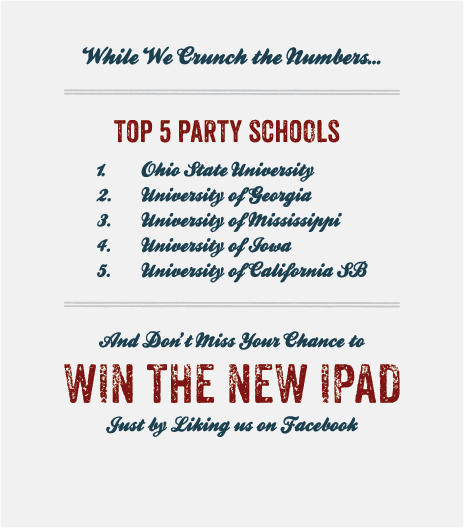 While We Crunch the Numbers...
TOP 5 PARTY SCHOOLS
1. Ohio State University
2. University of Georgia
3. University of Mississippi
4. University of Iowa
5. University of California SB
And Don't Miss Your Chance to
WIN THE NEW IPAD
Just by Liking us on Facebook